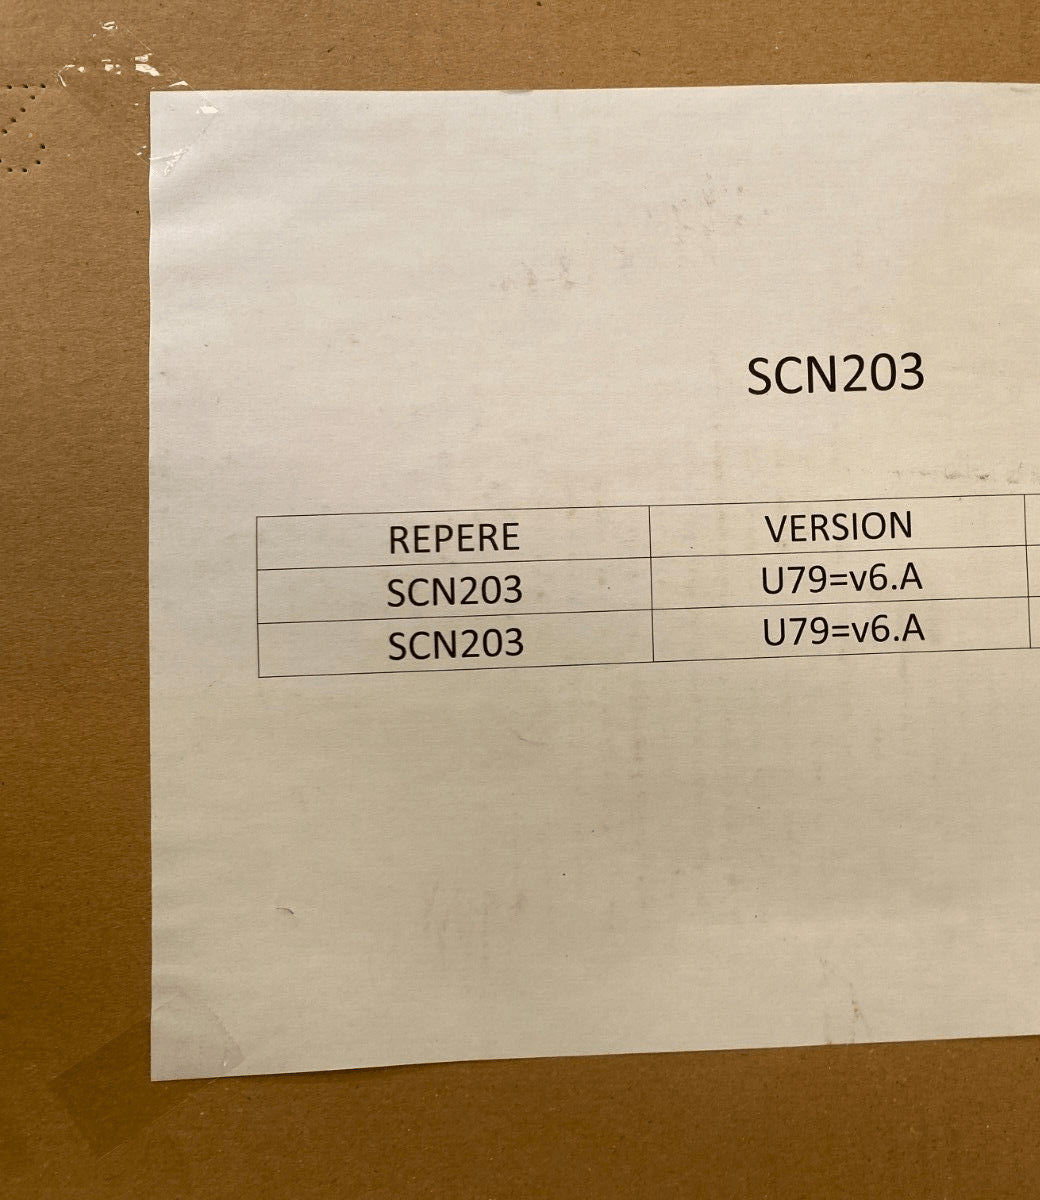 SCN203
REPERE VERSION
SCN203 U79=v6.A
SCN203 U79=v6.A